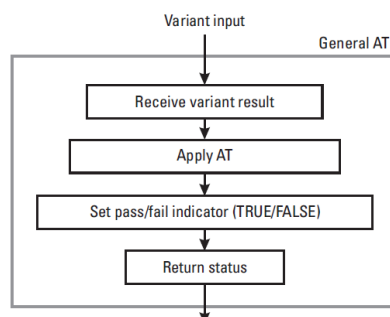 Variant input
General AT
Receive variant result
Apply AT
Set pass/fail indicator (TRUE/FALSE)
Return status